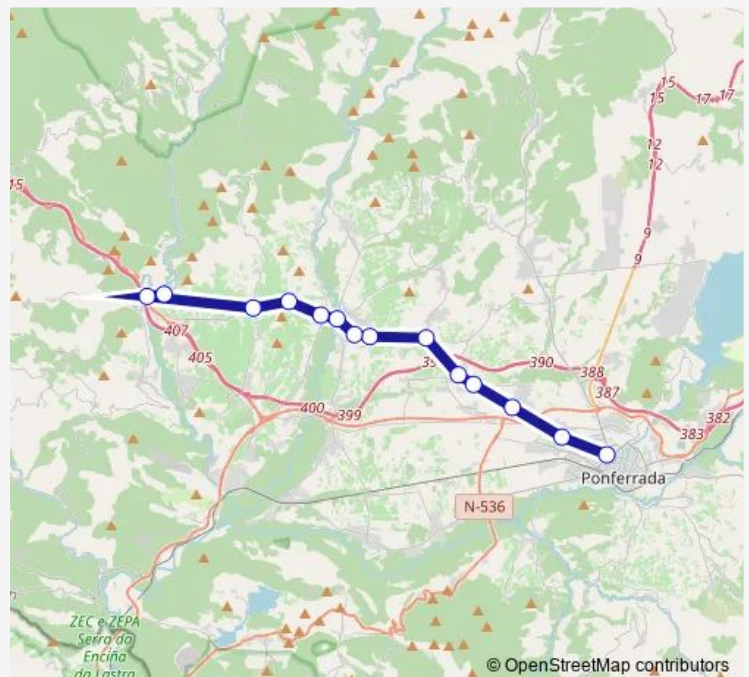 15
15
17
17
12
12
9
9
15
407
405
400
399
390
388
387
382
383
Ponferrada
N-536
ZEC e ZEPA
Serra da
Enciña
da Lastra
© OpenStreetMap contributors